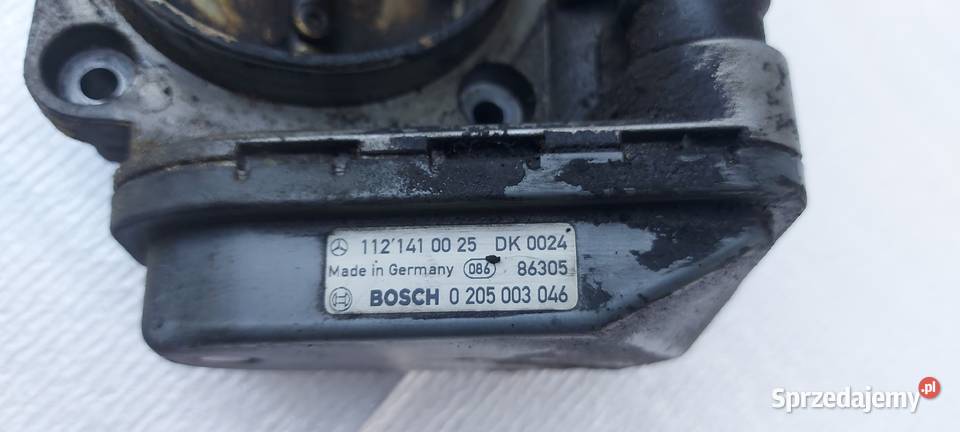 112'141 00 25 DK 0024
Made in Germany 086 86305
BOSCH 0 205 003 046
Sprzedajemy.pl